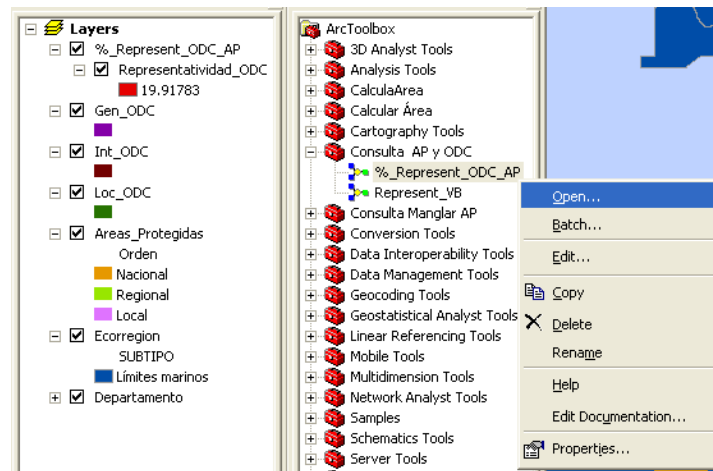 Layers
%_Represent_ODC_AP
Representatividad_ODC
19.91783
Gen_ODC
Int_ODC
Loc_ODC
Areas_Protegidas
Orden
Nacional
Regional
Local
Ecorregion
SUBTIPO
Límites marinos
Departamento
ArcToolbox
3D Analyst Tools
Analysis Tools
CalculaArea
Calcular Área
Cartography Tools
Consulta AP y ODC
%_Represent_ODC_AP
Represent_VB
Consulta Manglar AP
Conversion Tools
Data Interoperability Tools
Data Management Tools
Geocoding Tools
Geostatistical Analyst Tools
Linear Referencing Tools
Mobile Tools
Multidimension Tools
Network Analyst Tools
Samples
Schematics Tools
Server Tools
Open...
Batch...
Edit...
Copy
Delete
Rename
Help
Edit Documentation...
Properties...